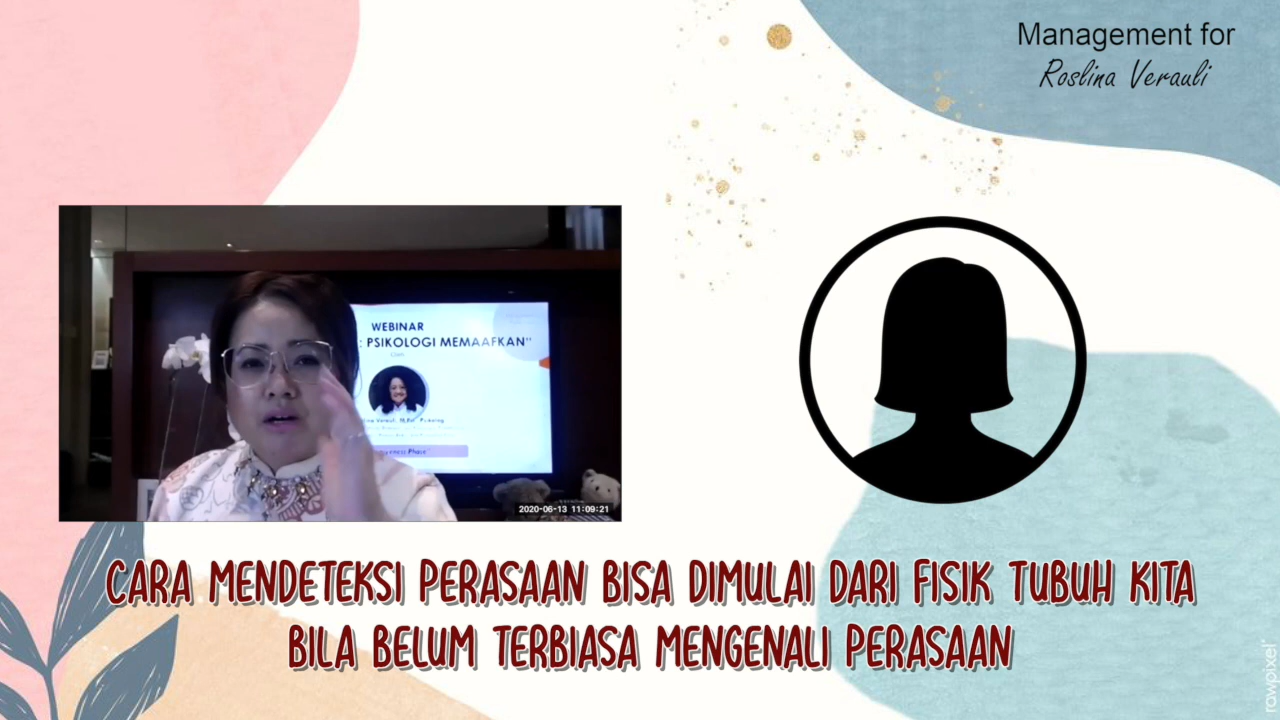 Management for
Roslina Verauli
WEBINAR
: PSIKOLOGI MEMAAFKAN"
Oleh
2020-06-13 11:09:21
CARA MENDETEKSI PERASAAN BISA DIMULAI DARI FISIK TUBUH KITA
BILA BELUM TERBIASA MENGENALI PERASAAN
rawpixel